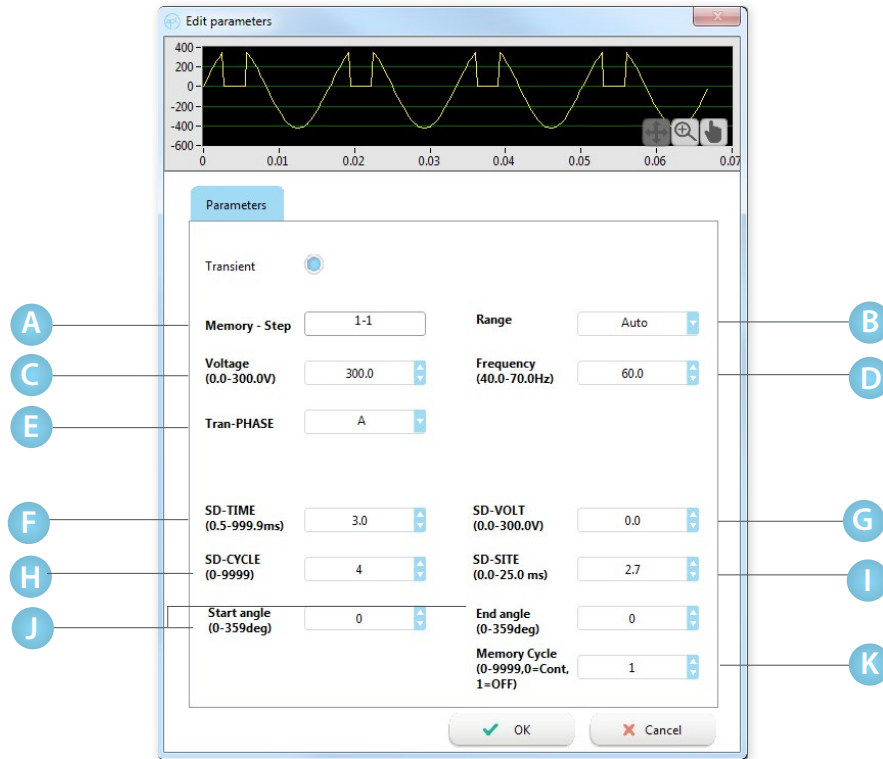 Edit parameters
400
200
0
-200
-400
-600
0 0.01 0.02 0.03 0.04 0.05 0.06 0.07
Parameters
Transient
A Memory - Step 1-1 Range Auto B
C Voltage (0.0-300.0V) 300.0 Frequency (40.0-70.0Hz) 60.0 D
E Tran-PHASE A
F SD-TIME (0.5-999.9ms) 3.0 SD-VOLT (0.0-300.0V) 0.0 G
H SD-CYCLE (0-9999) 4 SD-SITE (0.0-25.0 ms) 2.7 I
J Start angle (0-359deg) 0 End angle (0-359deg) 0
Memory Cycle (0-9999,0=Cont, 1=OFF) 1 K
OK Cancel